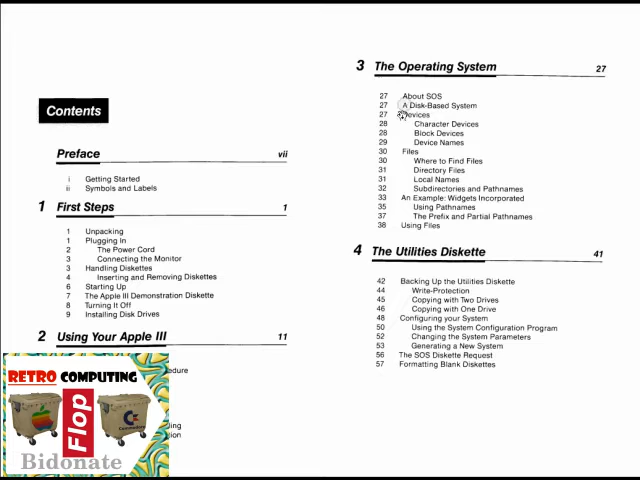 Contents
Preface vii
i Getting Started
ii Symbols and Labels
1 First Steps 1
1 Unpacking
1 Plugging In
2 The Power Cord
3 Connecting the Monitor
3 Handling Diskettes
4 Inserting and Removing Diskettes
6 Starting Up
7 The Apple III Demonstration Diskette
8 Turning It Off
9 Installing Disk Drives
2 Using Your Apple III 11
RETRO COMPUTING
Flop
Commodore
Bidonate
3 The Operating System 27
27 About SOS
27 A Disk-Based System
27 Devices
28 Character Devices
28 Block Devices
29 Device Names
30 Files
30 Where to Find Files
31 Directory Files
31 Local Names
32 Subdirectories and Pathnames
33 An Example: Widgets Incorporated
35 Using Pathnames
37 The Prefix and Partial Pathnames
38 Using Files
4 The Utilities Diskette 41
42 Backing Up the Utilities Diskette
44 Write-Protection
45 Copying with Two Drives
46 Copying with One Drive
48 Configuring your System
50 Using the System Configuration Program
52 Changing the System Parameters
53 Generating a New System
56 The SOS Diskette Request
57 Formatting Blank Diskettes